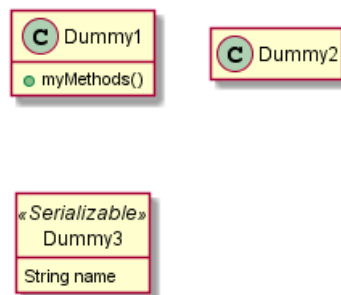 C Dummy1
myMethods()
C Dummy2
«Serializable»
Dummy3
String name